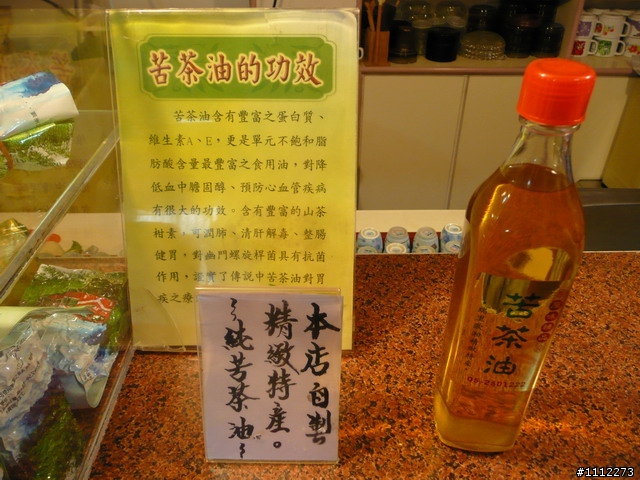 苦茶油的功效
苦茶油含有豐富之蛋白質、
維生素A、E，更是單元不飽和脂
肪酸含量最豐富之食用油，對降
低血中膽固醇、預防心血管疾病
有很大的功效。含有豐富的山茶
柑素，可潤肺、清肝解毒、整腸
健胃，對幽門螺旋桿菌具有抗菌
作用，證實了傳說中苦茶油對胃
疾之療
本店自製
精緻特產。
~純苦茶油~
苦茶油
#1112273